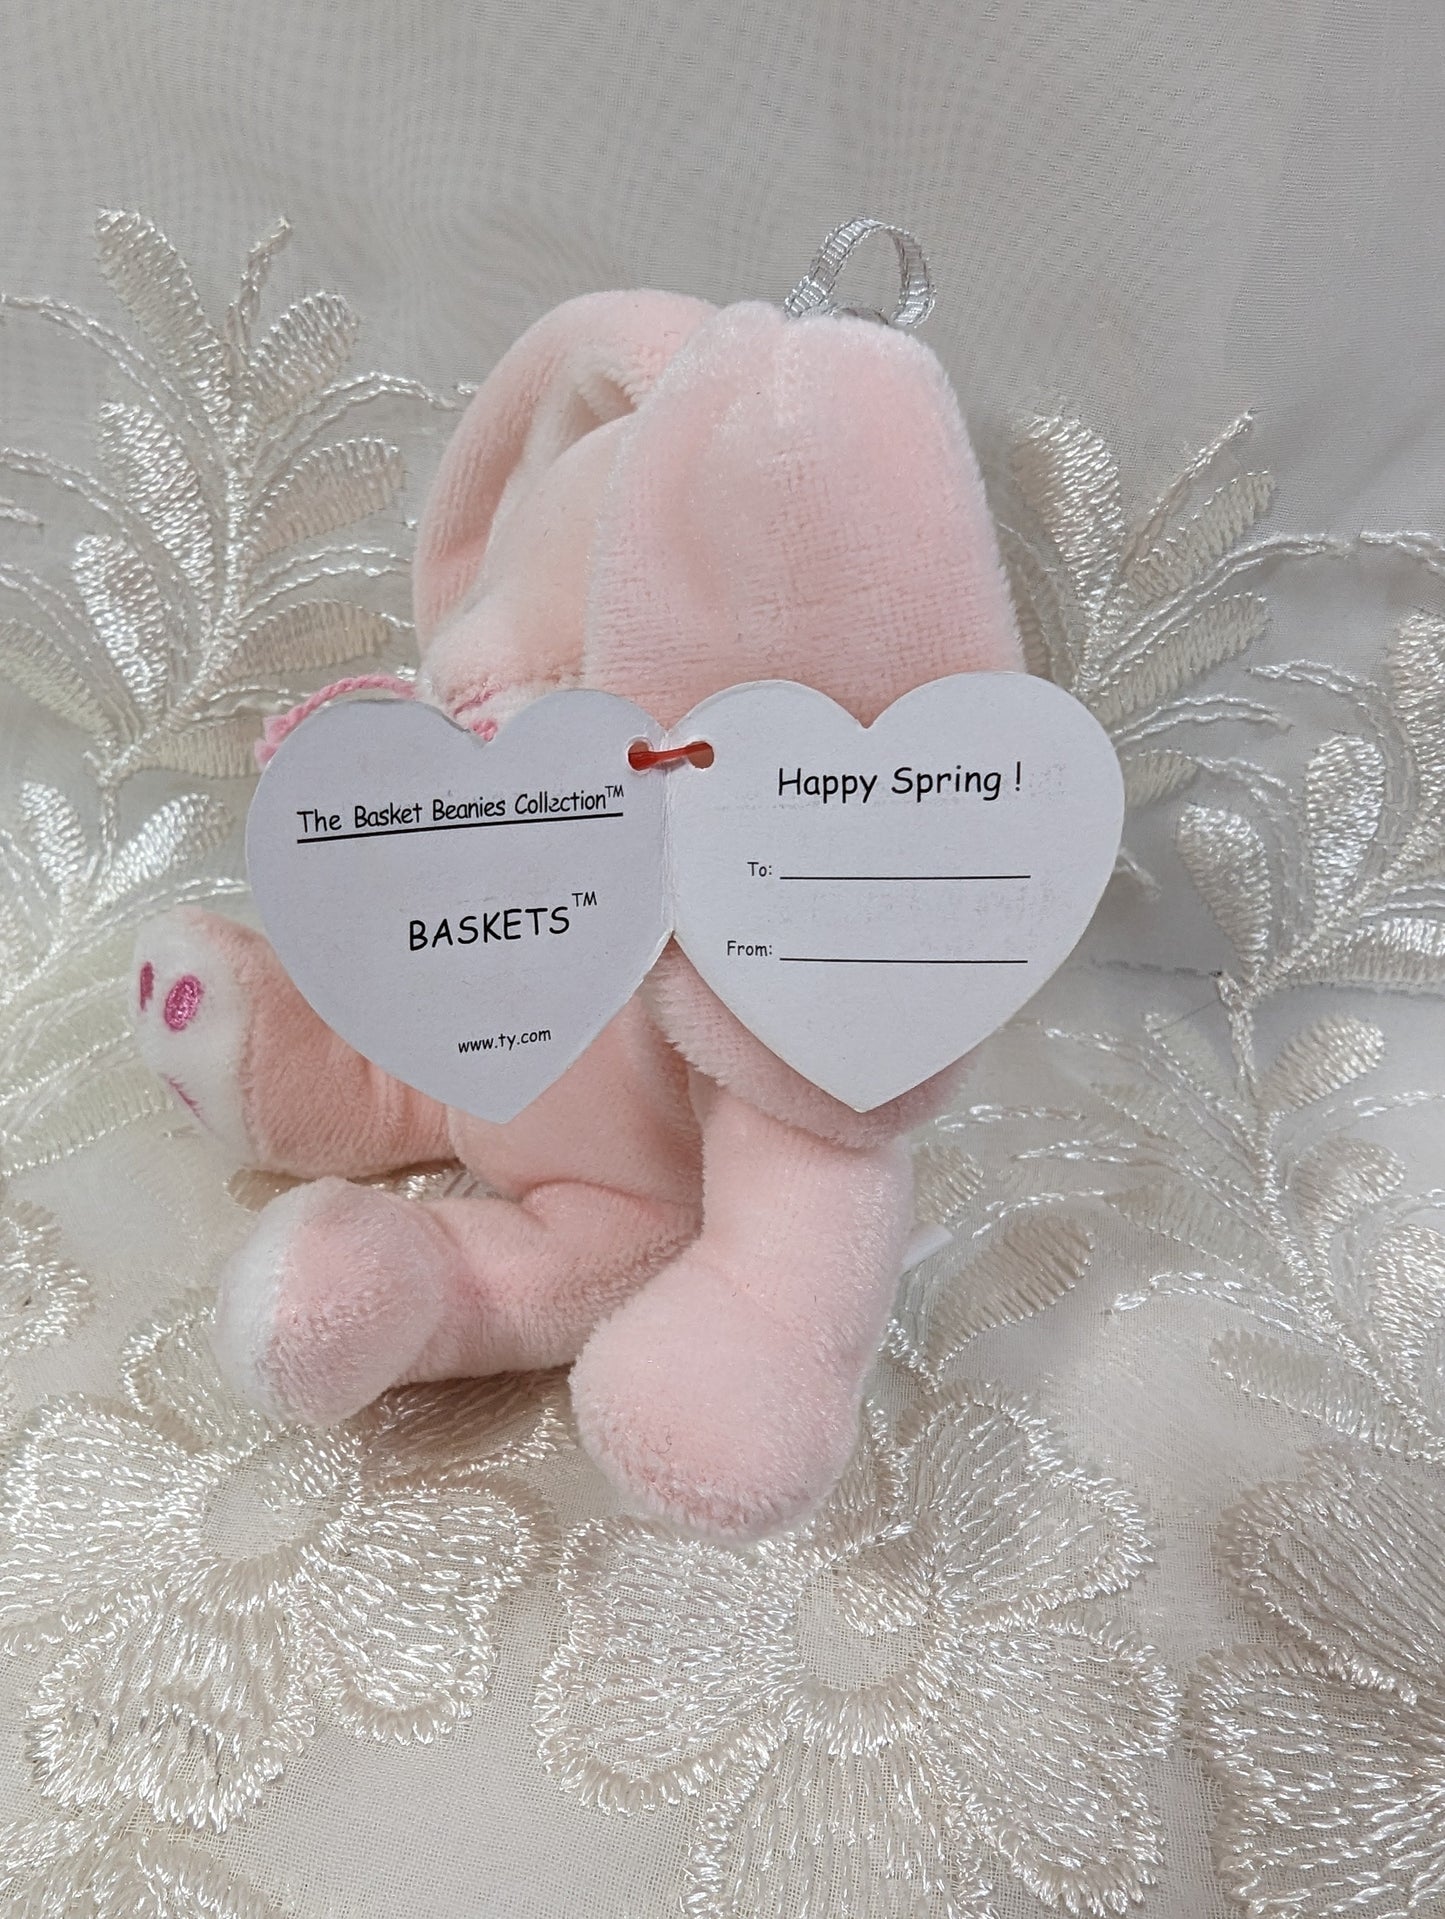 The Basket Beanies Collection™
BASKETS™
www.ty.com
Happy Spring !
To:
From: